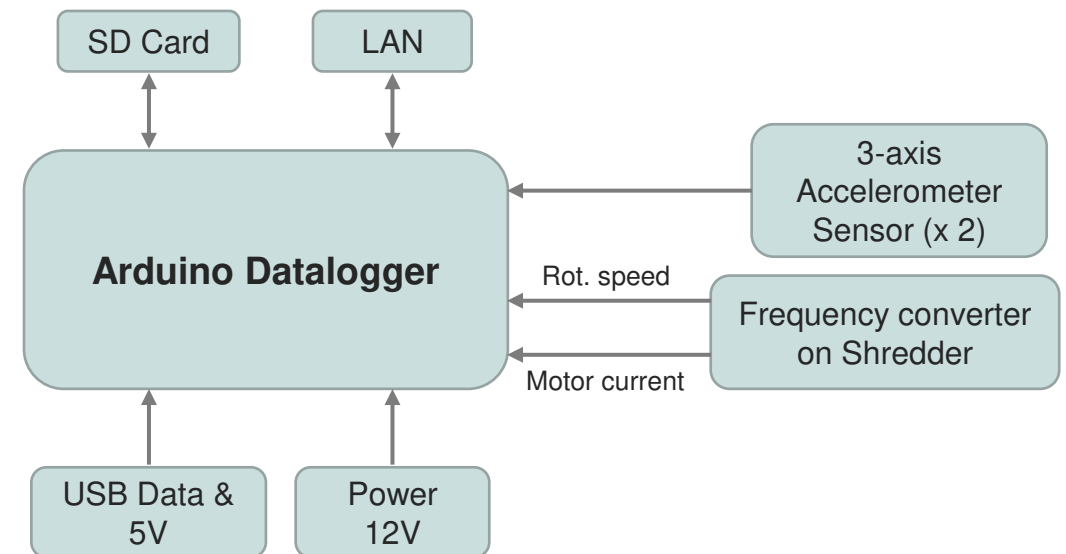 SD Card
LAN
3-axis
Accelerometer
Sensor (x 2)
Arduino Datalogger
Rot. speed
Frequency converter
on Shredder
Motor current
USB Data &
5V
Power
12V